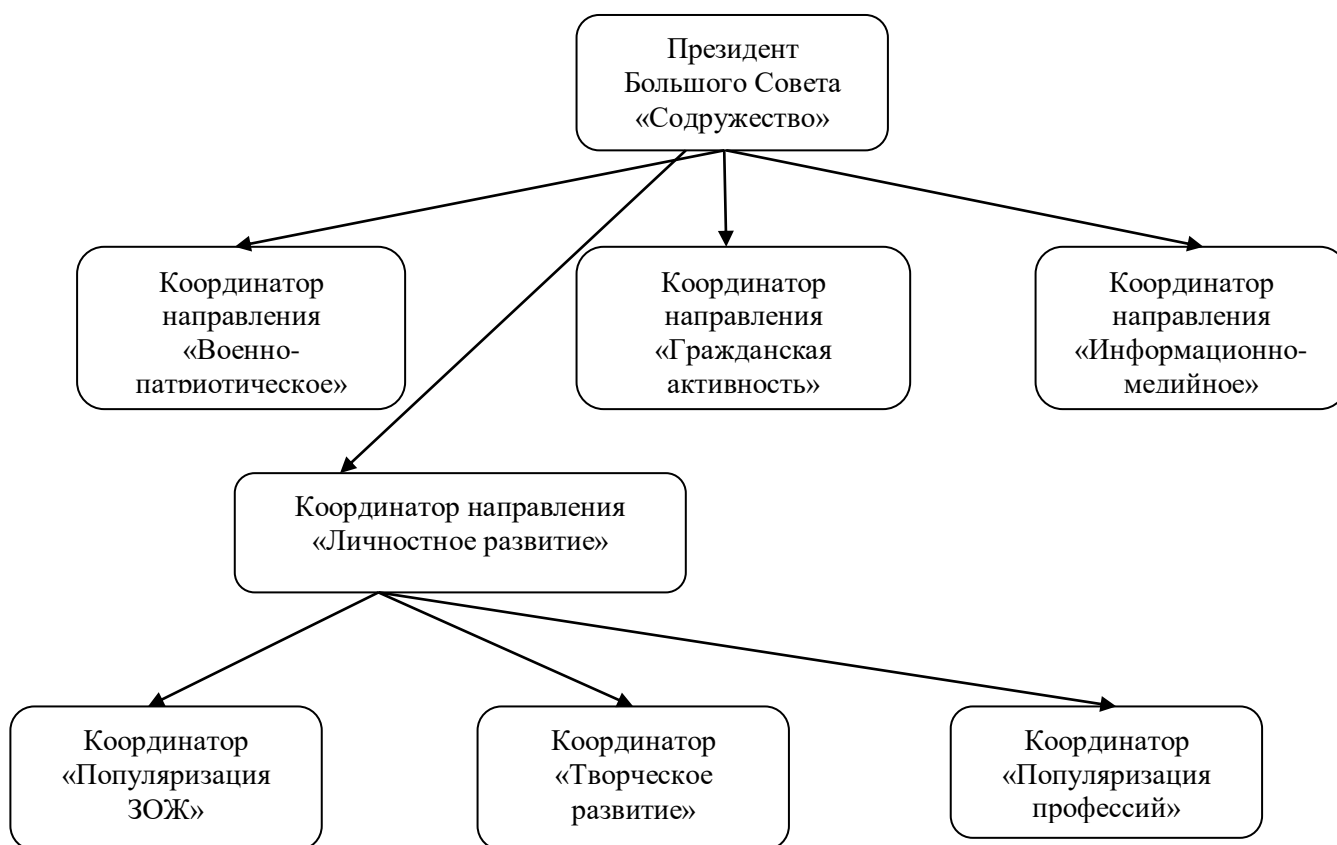 Президент
Большого Совета
«Содружество»
Координатор
направления
«Военно-
патриотическое»
Координатор
направления
«Гражданская
активность»
Координатор
направления
«Информационно-
медийное»
Координатор направления
«Личностное развитие»
Координатор
«Популяризация
ЗОЖ»
Координатор
«Творческое
развитие»
Координатор
«Популяризация
профессий»